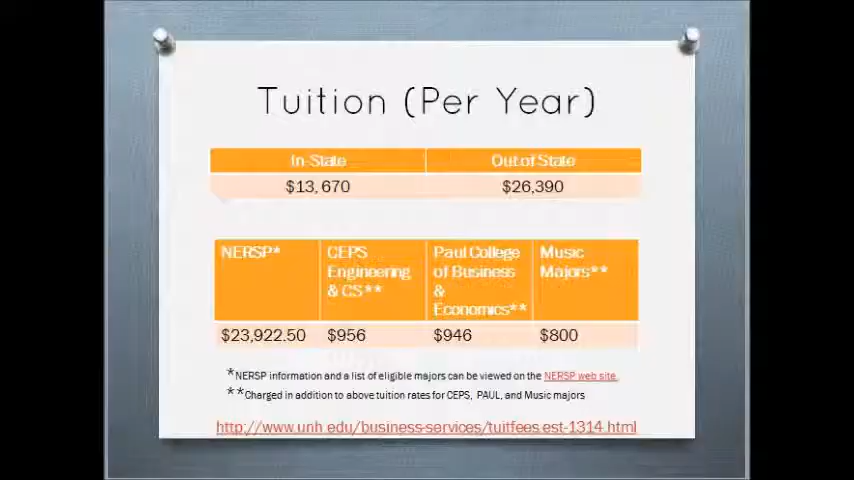 Tuition (Per Year)
In-State Out of State
$13, 670 $26,390
NERSP* CEPS Engineering & CS** Paul College of Business & Economics** Music Majors**
$23,922.50 $956 $946 $800
*NERSP information and a list of eligible majors can be viewed on the NERSP web site.
**Charged in addition to above tuition rates for CEPS, PAUL, and Music majors
http://www.unh.edu/business-services/tuitfees.est-1314.html